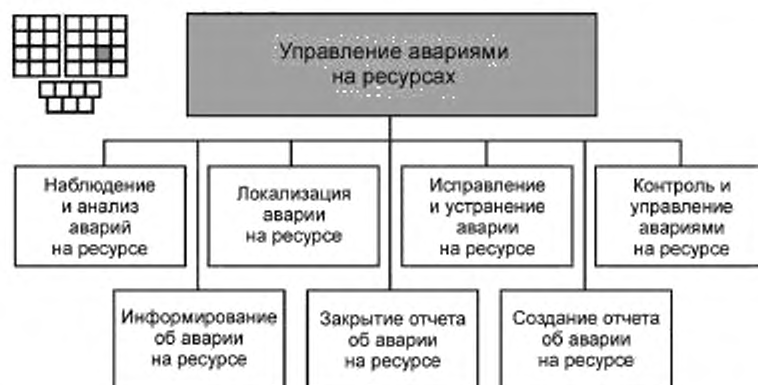 Управление авариями
на ресурсах
Наблюдение
и анализ
аварий
на ресурсе
Локализация
аварии
на ресурсе
Исправление
и устранение
аварии
на ресурсе
Контроль и
управление
авариями
на ресурсе
Информирование
об аварии
на ресурсе
Закрытие отчета
об аварии
на ресурсе
Создание отчета
об аварии
на ресурсе